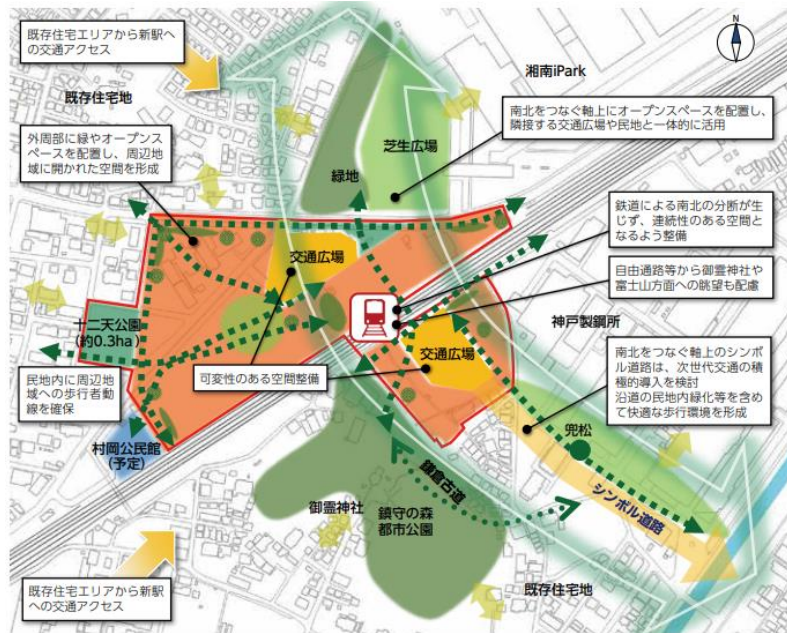 既存住宅エリアから新駅へ
の交通アクセス
N
湘南iPark
既存住宅地
南北をつなぐ軸上にオープンスペースを配置し、
隣接する交通広場や民地と一体的に活用
外周部に緑やオープンス
ペースを配置し、周辺地
域に開かれた空間を形成
芝生広場
緑地
鉄道による南北の分断が生
じず、連続性のある空間と
なるよう整備
交通広場
自由通路等から御霊神社や
富士山方面への眺望も配慮
十二天公園
(約0.3ha)
神戸製鋼所
交通広場
可変性のある空間整備
南北をつなぐ軸上のシンボ
ル道路は、次世代交通の積
極的導入を検討
沿道の民地内緑化等を含め
て快適な歩行環境を形成
民地内に周辺地
域への歩行者動
線を確保
兜松
村岡公民館
(予定)
鎌倉古道
シンボル道路
御霊神社
鎮守の森
都市公園
既存住宅エリアから新駅
への交通アクセス
既存住宅地